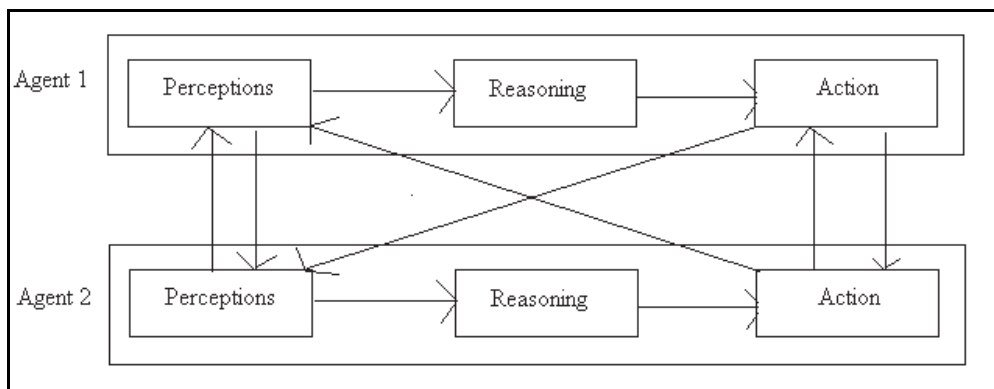 Agent 1
Perceptions
Reasoning
Action
Agent 2
Perceptions
Reasoning
Action